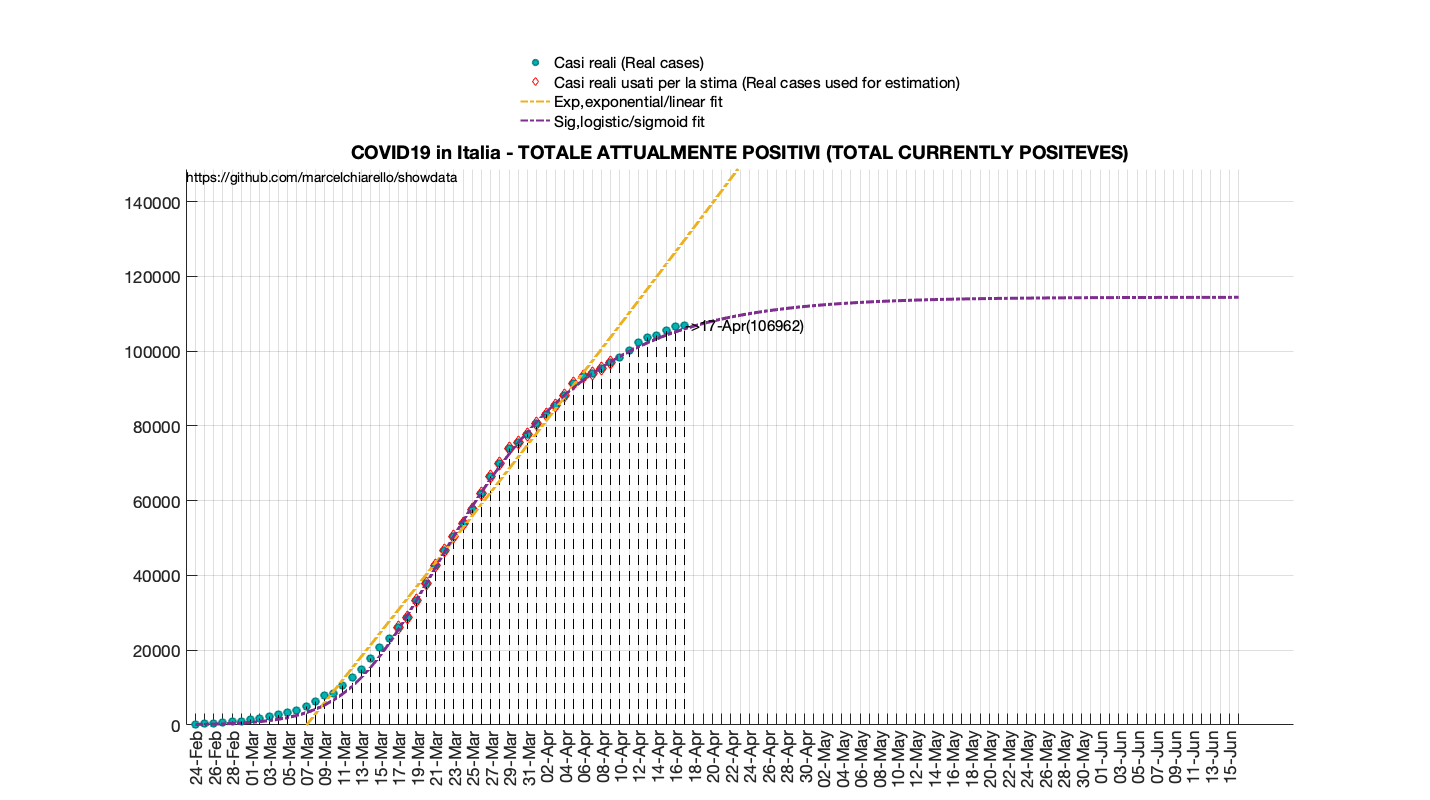 Casi reali (Real cases)
Casi reali usati per la stima (Real cases used for estimation)
Exp,exponential/linear fit
Sig,logistic/sigmoid fit
COVID19 in Italia - TOTALE ATTUALMENTE POSITIVI (TOTAL CURRENTLY POSITEVES)
https://github.com/marcelchiarello/showdata
140000
120000
100000
80000
60000
40000
20000
0
->17-Apr(106962)
24-Feb
26-Feb
28-Feb
01-Mar
03-Mar
05-Mar
07-Mar
09-Mar
11-Mar
13-Mar
15-Mar
17-Mar
19-Mar
21-Mar
23-Mar
25-Mar
27-Mar
29-Mar
31-Mar
02-Apr
04-Apr
06-Apr
08-Apr
10-Apr
12-Apr
14-Apr
16-Apr
18-Apr
20-Apr
22-Apr
24-Apr
26-Apr
28-Apr
30-Apr
02-May
04-May
06-May
08-May
10-May
12-May
14-May
16-May
18-May
20-May
22-May
24-May
26-May
28-May
30-May
01-Jun
03-Jun
05-Jun
07-Jun
09-Jun
11-Jun
13-Jun
15-Jun